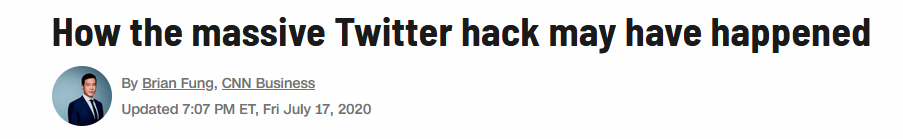 How the massive Twitter hack may have happened
By Brian Fung, CNN Business
Updated 7:07 PM ET, Fri July 17, 2020